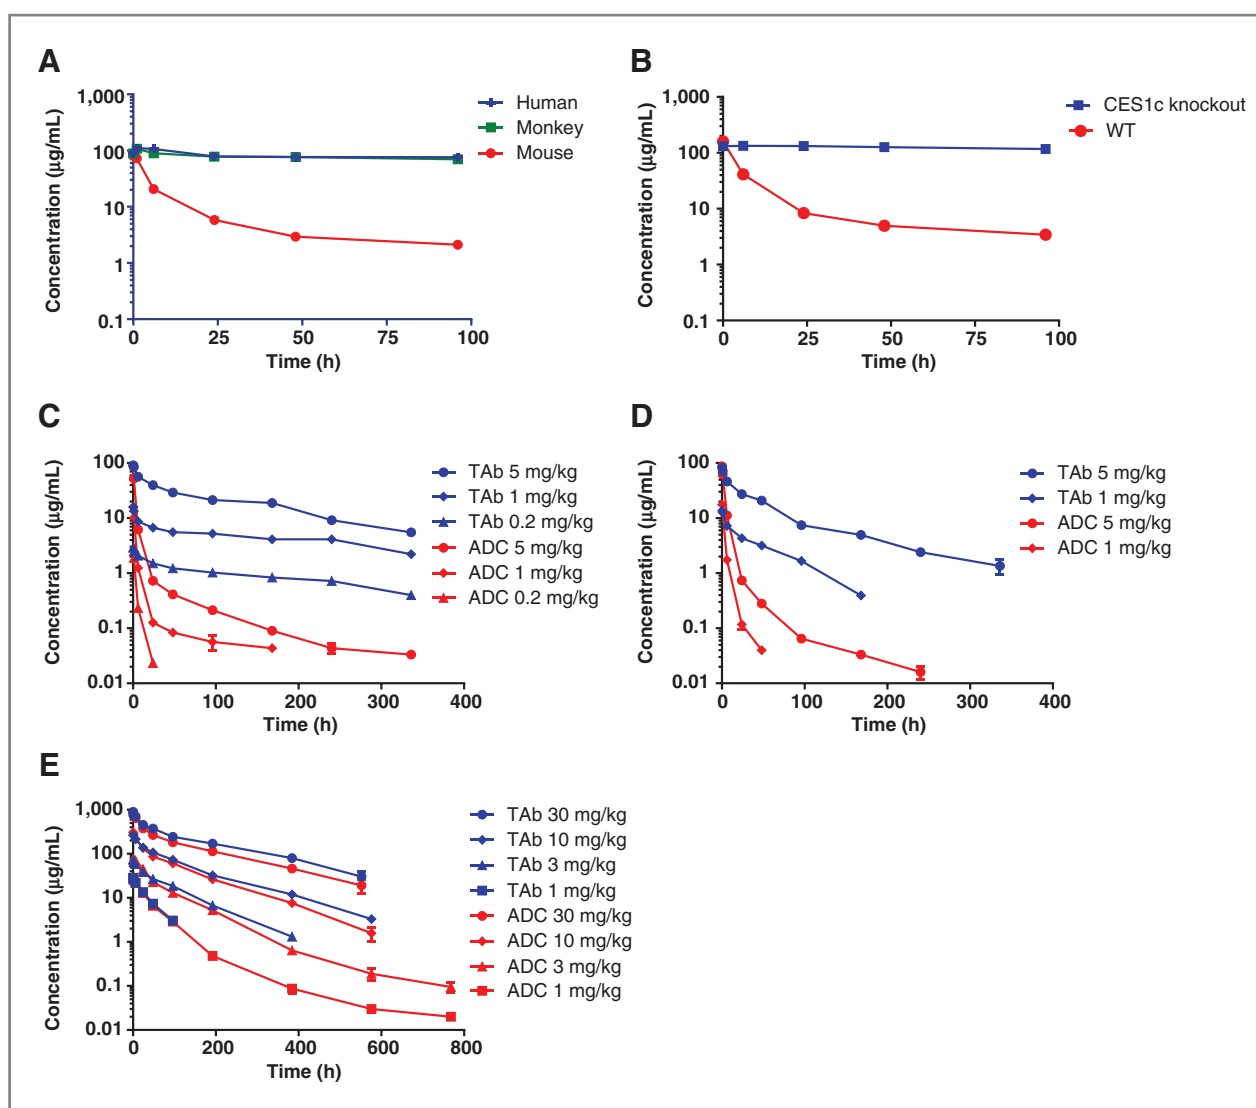 A
Concentration (µg/mL)
1,000
100
10
1
0.1
0 25 50 75 100
Time (h)
Human
Monkey
Mouse
B
Concentration (µg/mL)
1,000
100
10
1
0.1
0 25 50 75 100
Time (h)
CES1c knockout
WT
C
Concentration (µg/mL)
100
10
1
0.1
0.01
0 100 200 300 400
Time (h)
TAb 5 mg/kg
TAb 1 mg/kg
TAb 0.2 mg/kg
ADC 5 mg/kg
ADC 1 mg/kg
ADC 0.2 mg/kg
D
Concentration (µg/mL)
100
10
1
0.1
0.01
0 100 200 300 400
Time (h)
TAb 5 mg/kg
TAb 1 mg/kg
ADC 5 mg/kg
ADC 1 mg/kg
E
Concentration (µg/mL)
1,000
100
10
1
0.1
0.01
0 200 400 600 800
Time (h)
TAb 30 mg/kg
TAb 10 mg/kg
TAb 3 mg/kg
TAb 1 mg/kg
ADC 30 mg/kg
ADC 10 mg/kg
ADC 3 mg/kg
ADC 1 mg/kg